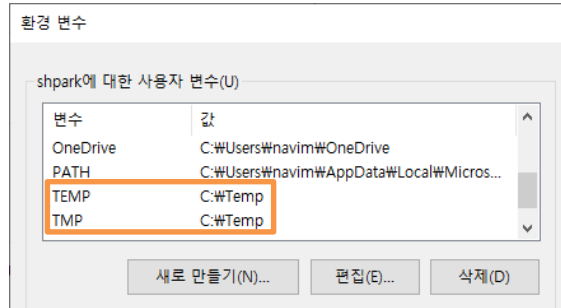 환경 변수
shpark에 대한 사용자 변수(U)
변수 값
OneDrive C:₩Users₩navim₩OneDrive
PATH C:₩Users₩navim₩AppData₩Local₩Micros...
TEMP C:₩Temp
TMP C:₩Temp
새로 만들기(N)... 편집(E)... 삭제(D)